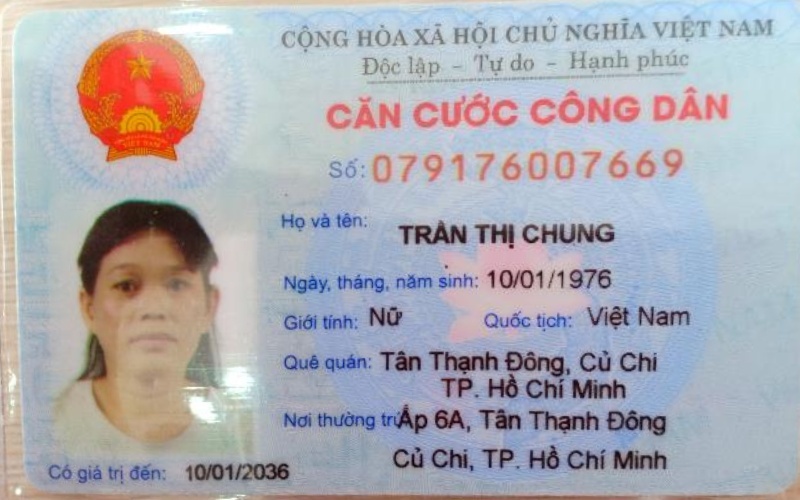 CỘNG HÒA XÃ HỘI CHỦ NGHĨA VIỆT NAM
Độc lập - Tự do - Hạnh phúc
CĂN CƯỚC CÔNG DÂN
Số: 079176007669
Họ và tên: TRẦN THỊ CHUNG
Ngày, tháng, năm sinh: 10/01/1976
Giới tính: Nữ Quốc tịch: Việt Nam
Quê quán: Tân Thạnh Đông, Củ Chi
TP. Hồ Chí Minh
Nơi thường trú Ấp 6A, Tân Thạnh Đông
Củ Chi, TP. Hồ Chí Minh
Có giá trị đến: 10/01/2036